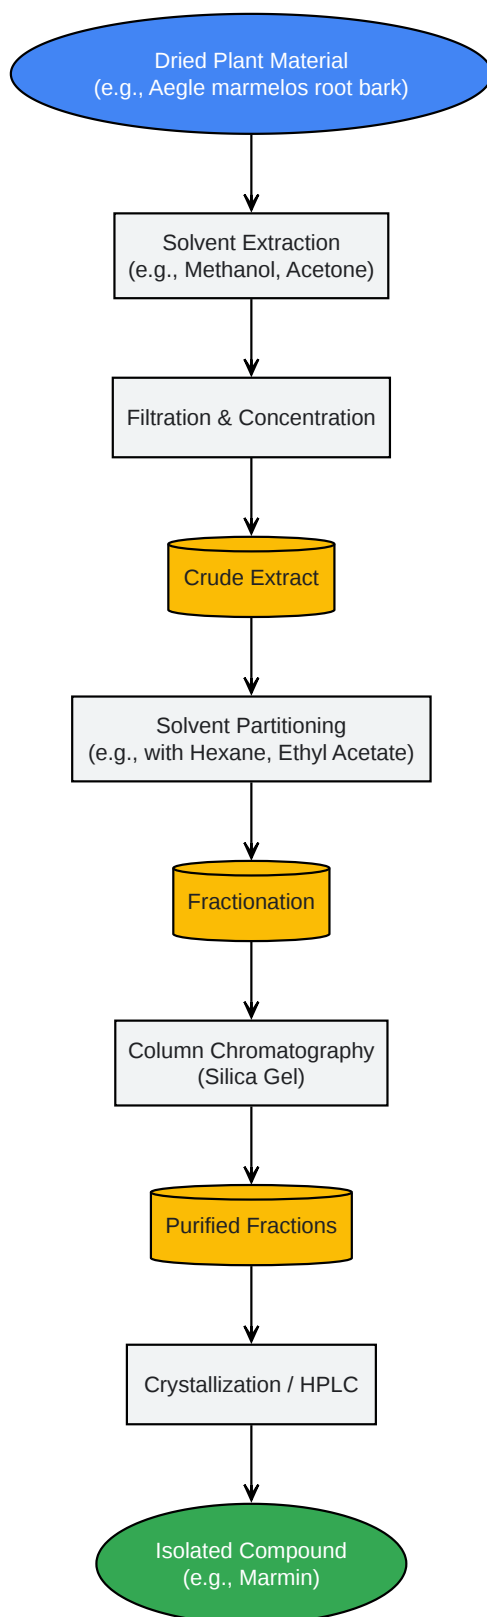 Dried Plant Material
(e.g., Aegle marmelos root bark)
Solvent Extraction
(e.g., Methanol, Acetone)
Filtration & Concentration
Crude Extract
Solvent Partitioning
(e.g., with Hexane, Ethyl Acetate)
Fractionation
Column Chromatography
(Silica Gel)
Purified Fractions
Crystallization / HPLC
Isolated Compound
(e.g., Marmin)